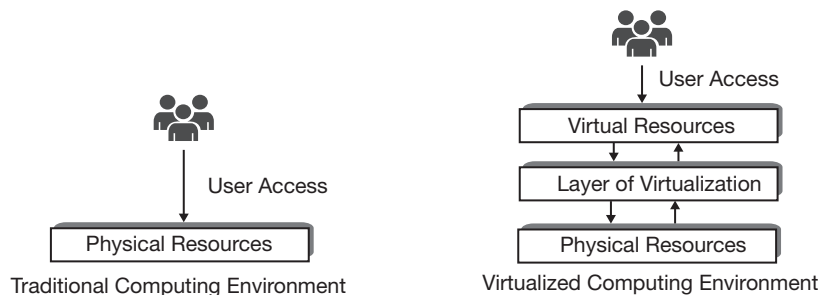 User Access
Physical Resources
Traditional Computing Environment
User Access
Virtual Resources
Layer of Virtualization
Physical Resources
Virtualized Computing Environment